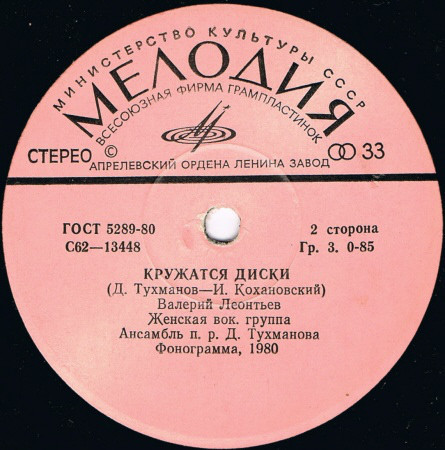 МИНИСТЕРСТВО КУЛЬТУРЫ СССР
МЕЛОДИЯ
ВСЕСОЮЗНАЯ ФИРМА ГРАМПЛАСТИНОК
СТЕРЕО © 33
АПРЕЛЕВСКИЙ ОРДЕНА ЛЕНИНА ЗАВОД
ГОСТ 5289-80 2 сторона
С62—13448 Гр. 3. 0-85
КРУЖАТСЯ ДИСКИ
(Д. Тухманов—И. Кохановский)
Валерий Леонтьев
Женская вок. группа
Ансамбль п. р. Д. Тухманова
Фонограмма, 1980